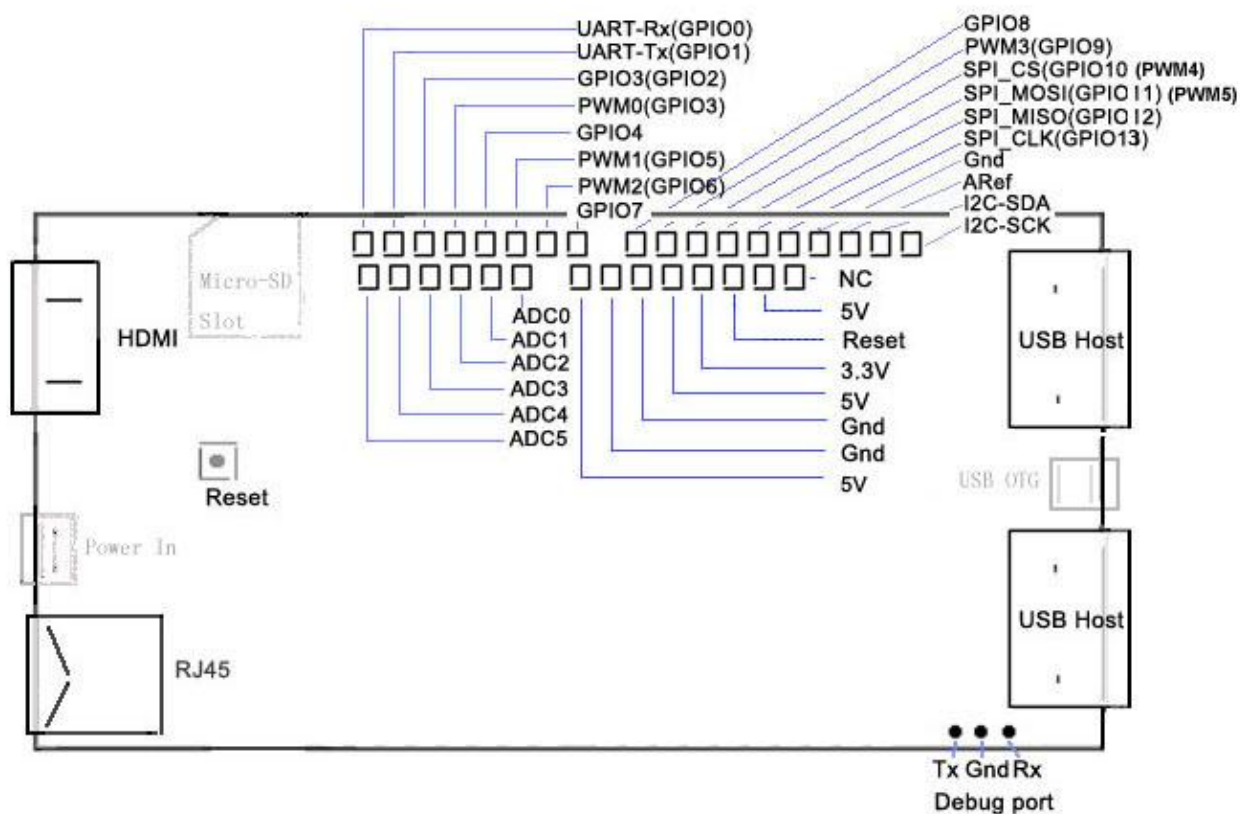 UART-Rx(GPIO0)
UART-Tx(GPIO1)
GPIO3(GPIO2)
PWM0(GPIO3)
GPIO4
PWM1(GPIO5)
PWM2(GPIO6)
GPIO7
GPIO8
PWM3(GPIO9)
SPI_CS(GPIO10 (PWM4)
SPI_MOSI(GPIO11) (PWM5)
SPI_MISO(GPIO12)
SPI_CLK(GPIO13)
Gnd
ARef
I2C-SDA
I2C-SCK
Micro-SD
Slot
HDMI
ADC0
ADC1
ADC2
ADC3
ADC4
ADC5
NC
5V
Reset
3.3V
5V
Gnd
Gnd
5V
USB Host
Reset
USB OTG
Power In
USB Host
RJ45
Tx Gnd Rx
Debug port